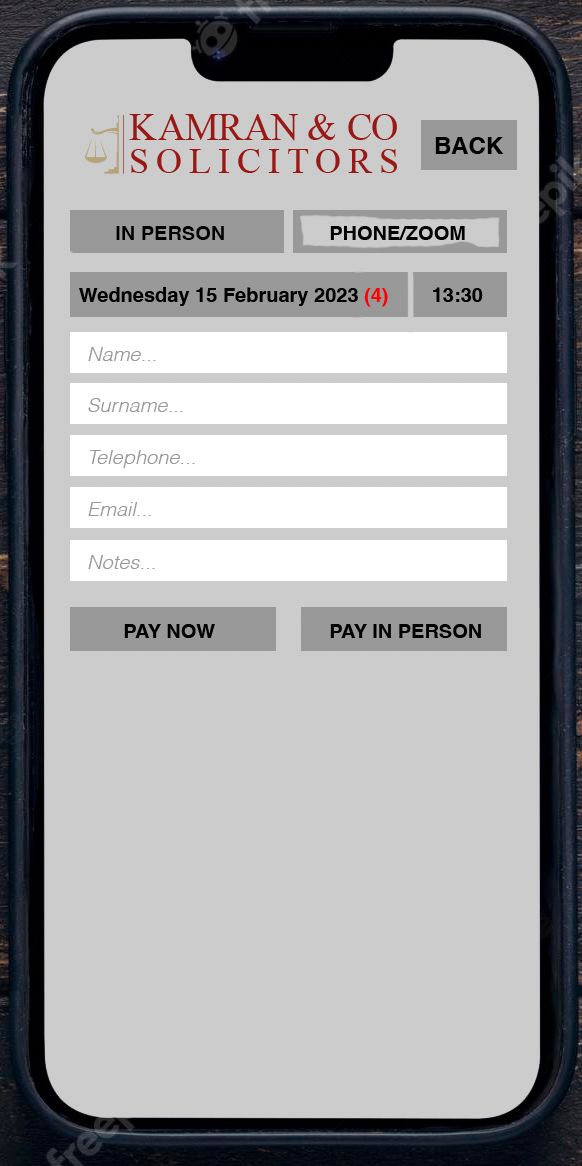 KAMRAN & CO
SOLICITORS
BACK
IN PERSON
PHONE/ZOOM
Wednesday 15 February 2023 (4)
13:30
Name...
Surname...
Telephone...
Email...
Notes...
PAY NOW
PAY IN PERSON
freep